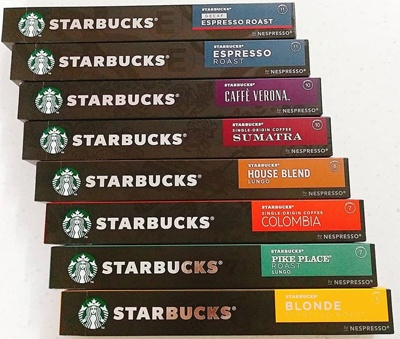 STARBUCKS®
STARBUCKS®
DECAF
ESPRESSO ROAST
11
by NESPRESSO®
STARBUCKS®
STARBUCKS®
ESPRESSO
ROAST
11
by NESPRESSO®
STARBUCKS®
STARBUCKS®
CAFFÈ VERONA®
10
by NESPRESSO®
STARBUCKS®
STARBUCKS®
SINGLE-ORIGIN COFFEE
SUMATRA
10
by NESPRESSO®
STARBUCKS®
STARBUCKS®
HOUSE BLEND
LUNGO
8
by NESPRESSO®
STARBUCKS®
STARBUCKS®
SINGLE-ORIGIN COFFEE
COLOMBIA
7
by NESPRESSO®
STARBUCKS®
STARBUCKS®
PIKE PLACE®
ROAST
LUNGO
7
by NESPRESSO®
STARBUCKS®
STARBUCKS®
BLONDE
by NESPRESSO®